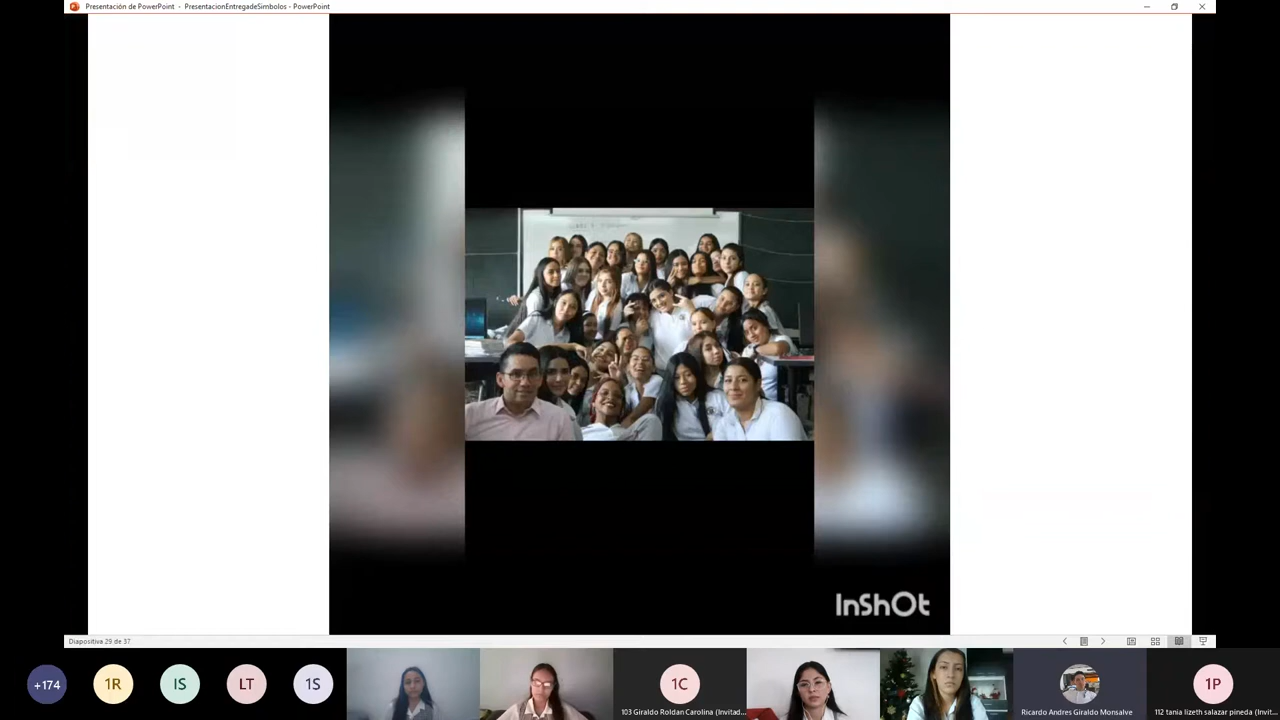 Presentación de PowerPoint - PresentacionEntregadeSimbolos - PowerPoint
InShOt
Diapositiva 29 de 37
+174
1R
IS
LT
1S
1C
103 Giraldo Roldan Carolina (Invitad...
Ricardo Andres Giraldo Monsalve
1P
112 tania lizeth salazar pineda (Invit...